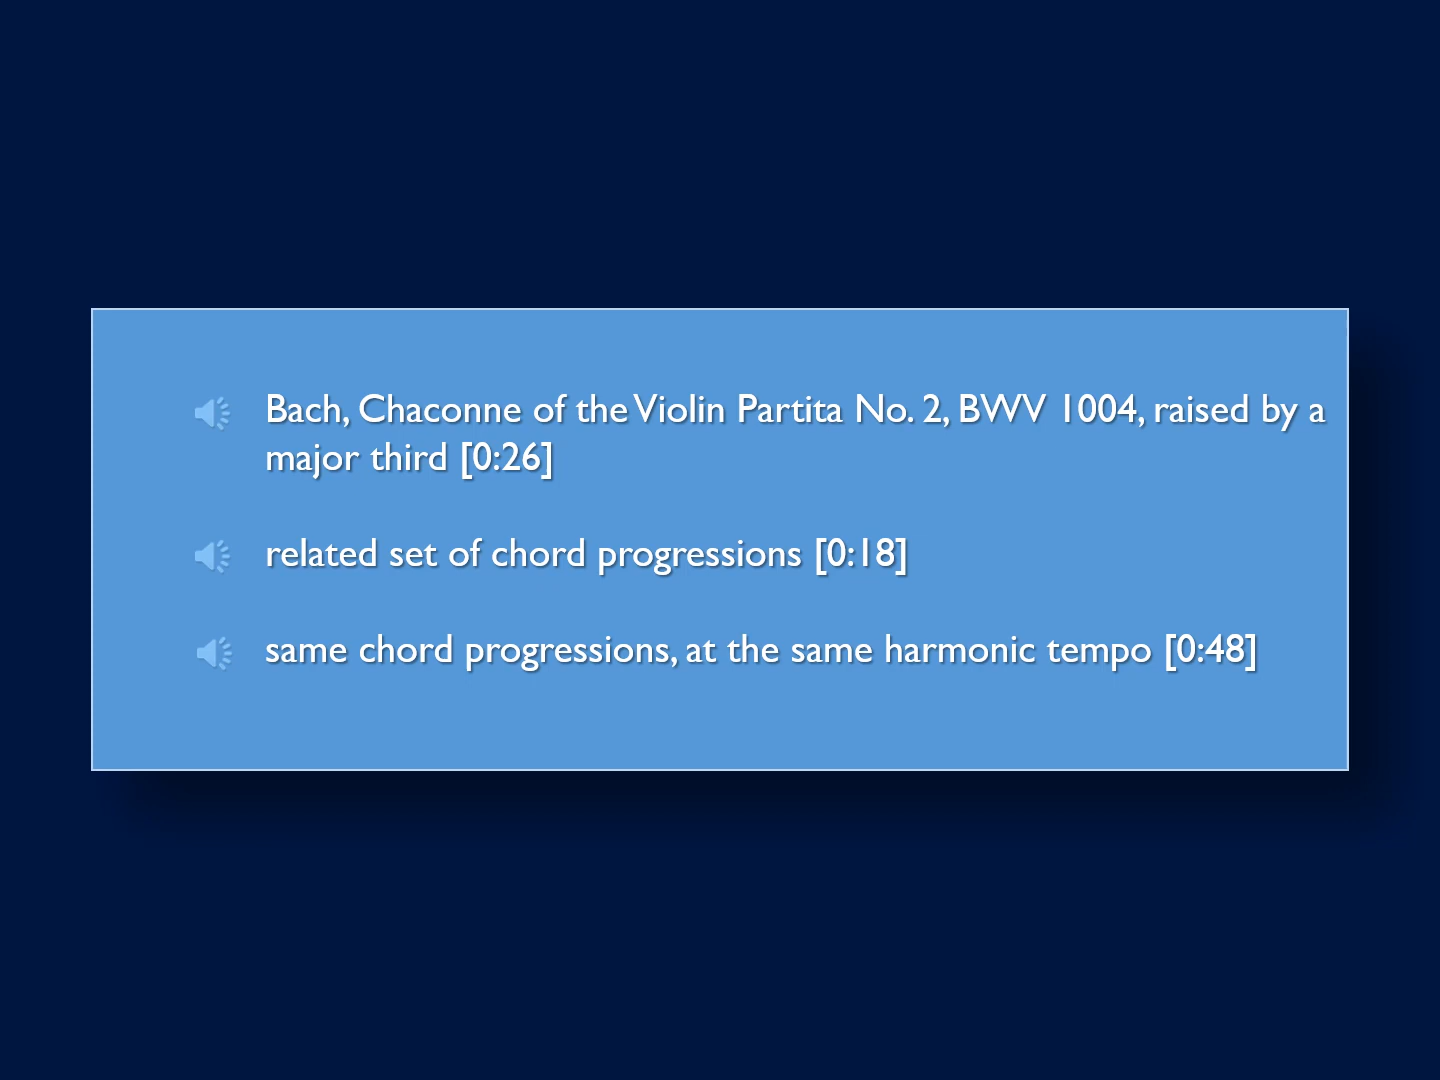 Bach, Chaconne of the Violin Partita No. 2, BWV 1004, raised by a
major third [0:26]
related set of chord progressions [0:18]
same chord progressions, at the same harmonic tempo [0:48]